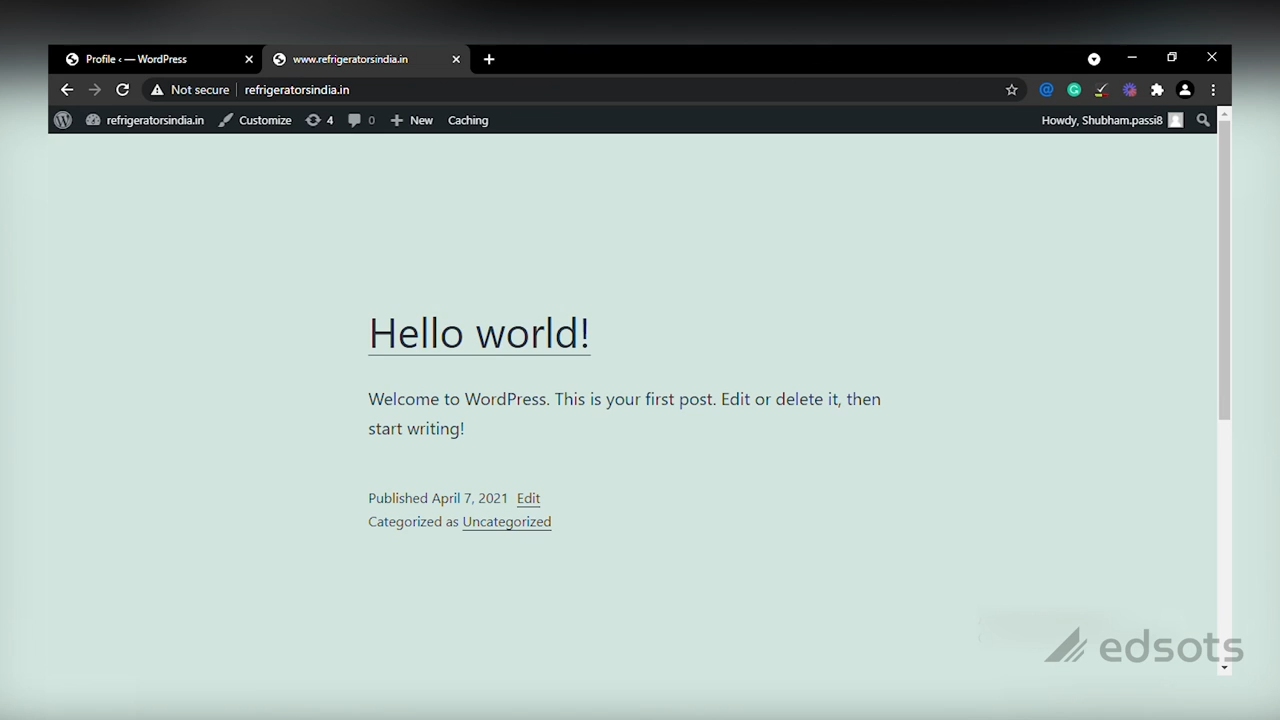 Profile ‹ — WordPress
www.refrigeratorsindia.in
Not secure
refrigeratorsindia.in
refrigeratorsindia.in
Customize
4
0
New
Caching
Howdy, Shubham.passi8
Hello world!
Welcome to WordPress. This is your first post. Edit or delete it, then
start writing!
Published April 7, 2021 Edit
Categorized as Uncategorized
edsots